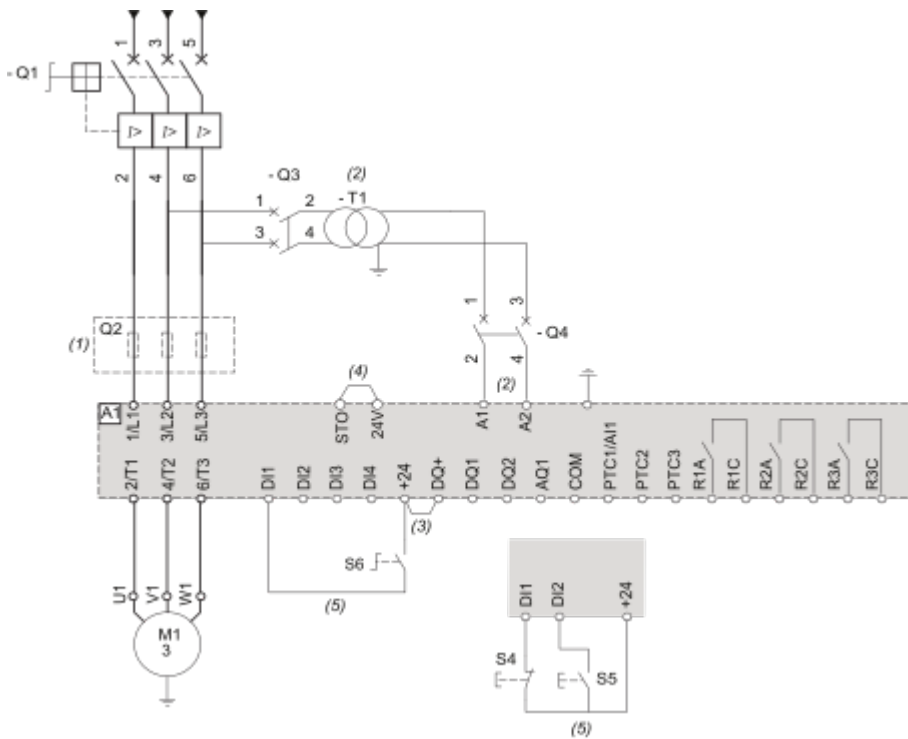 1 3 5
- Q1
I> I> I>
2 4 6
- Q3 (2)
1 2 - T1
3 4
1 3
- Q4
2 4
(1) Q2
(4) (2)
A1 1/L1 3/L2 5/L3 STO 24V A1 A2
2/T1 4/T2 6/T3 DI1 DI2 DI3 DI4 +24 DQ+ DQ1 DQ2 AQ1 COM PTC1/AI1 PTC2 PTC3 R1A R1C R2A R2C R3A R3C
(3)
S6
(5)
U1 V1 W1
M1
3
DI1 DI2 +24
S4 S5
(5)